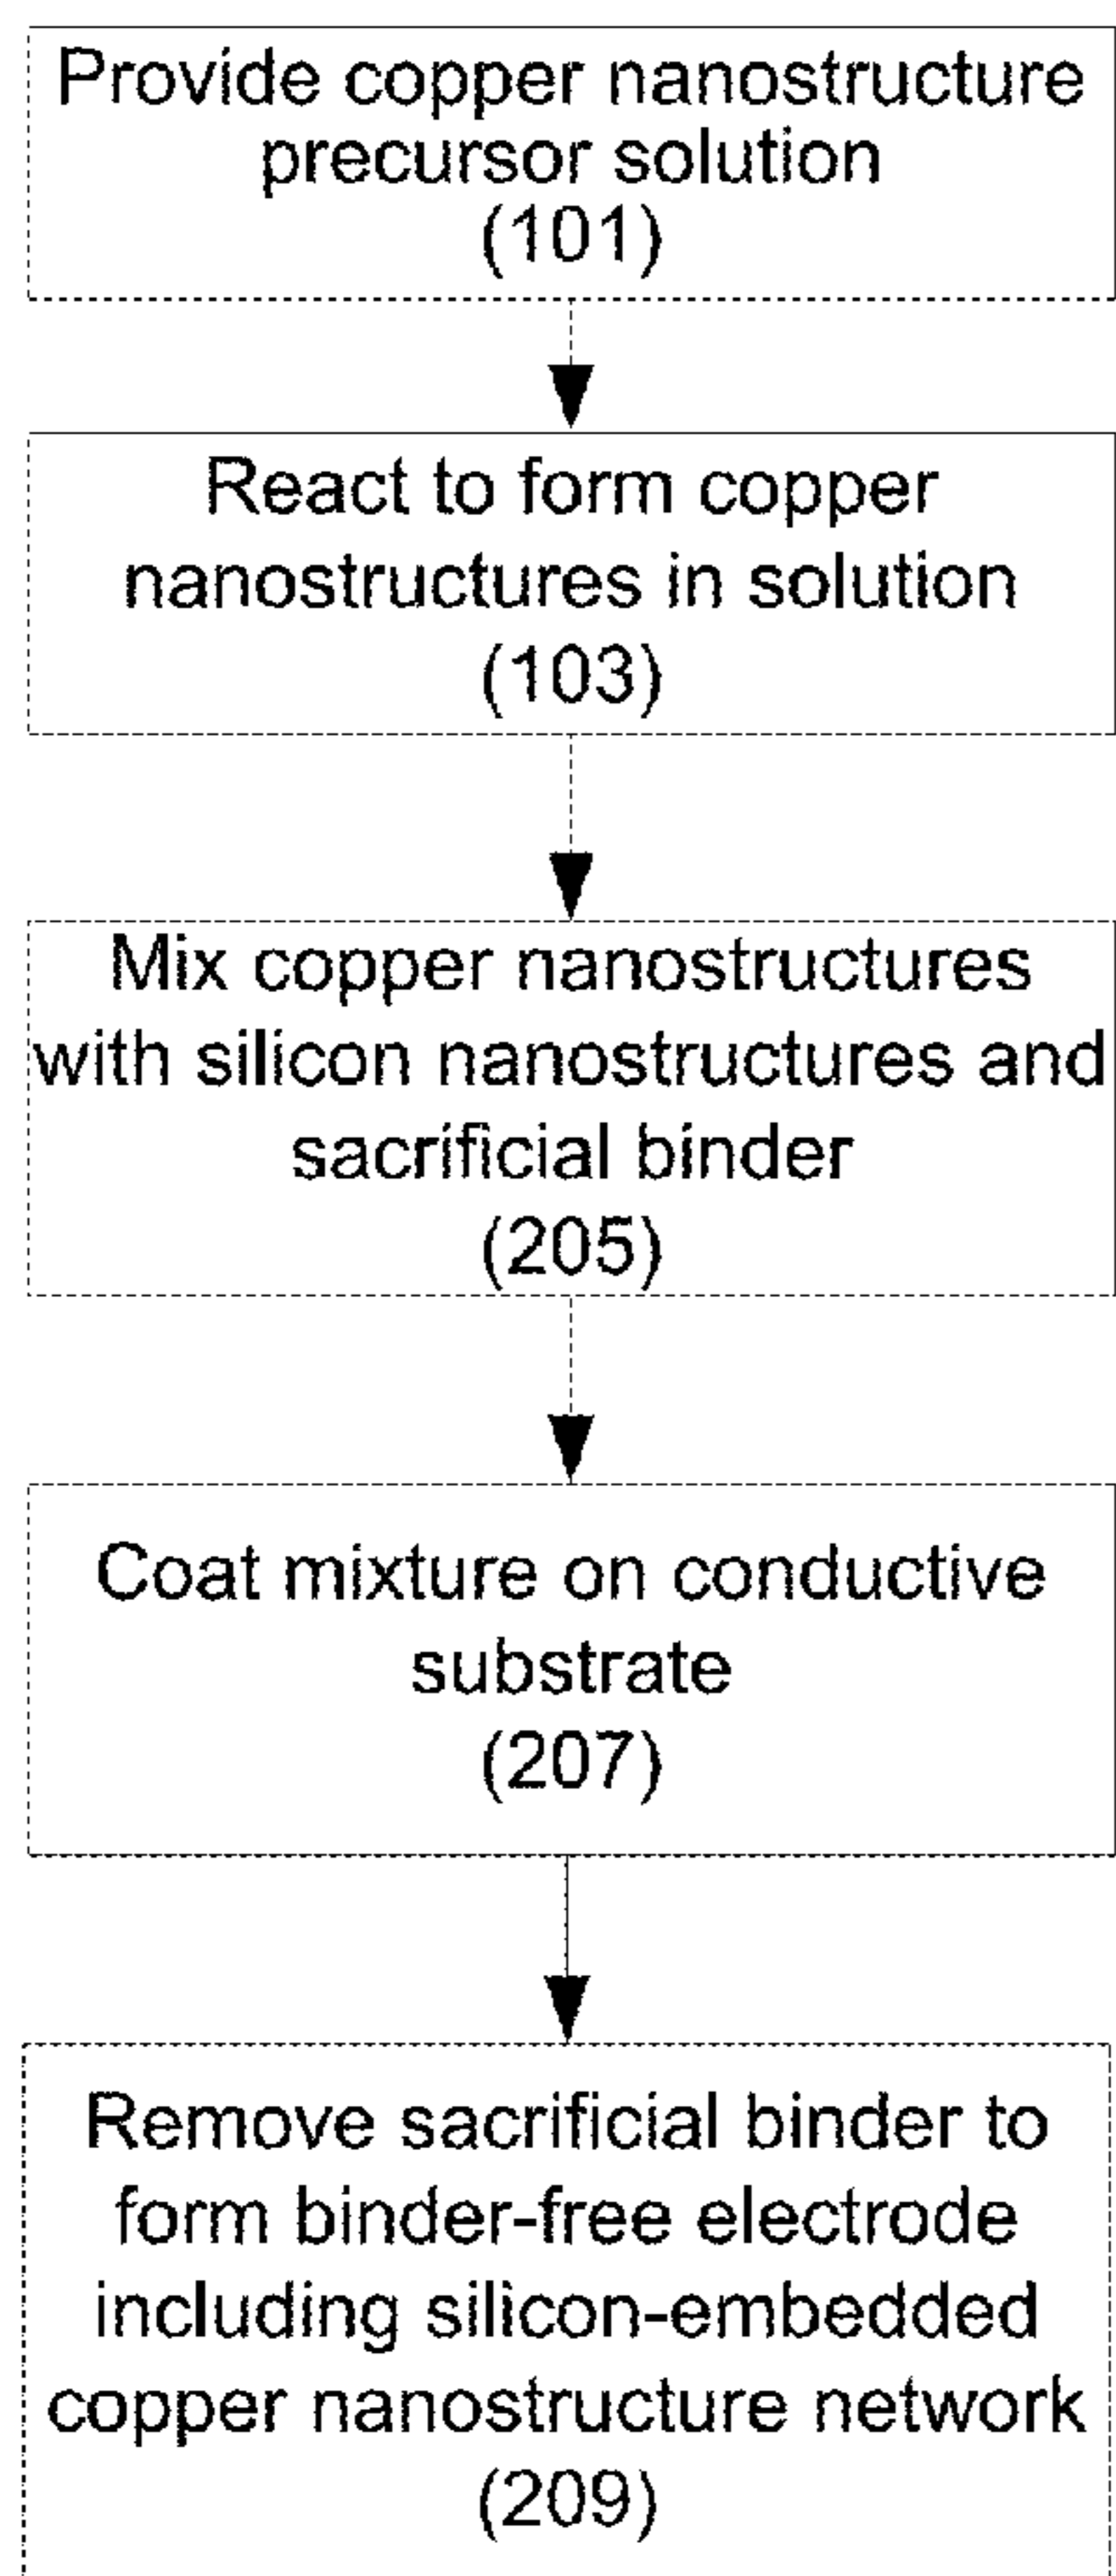 Provide copper nanostructure
precursor solution
(101)
React to form copper
nanostructures in solution
(103)
Mix copper nanostructures
with silicon nanostructures and
sacrificial binder
(205)
Coat mixture on conductive
substrate
(207)
Remove sacrificial binder to
form binder-free electrode
including silicon-embedded
copper nanostructure network
(209)